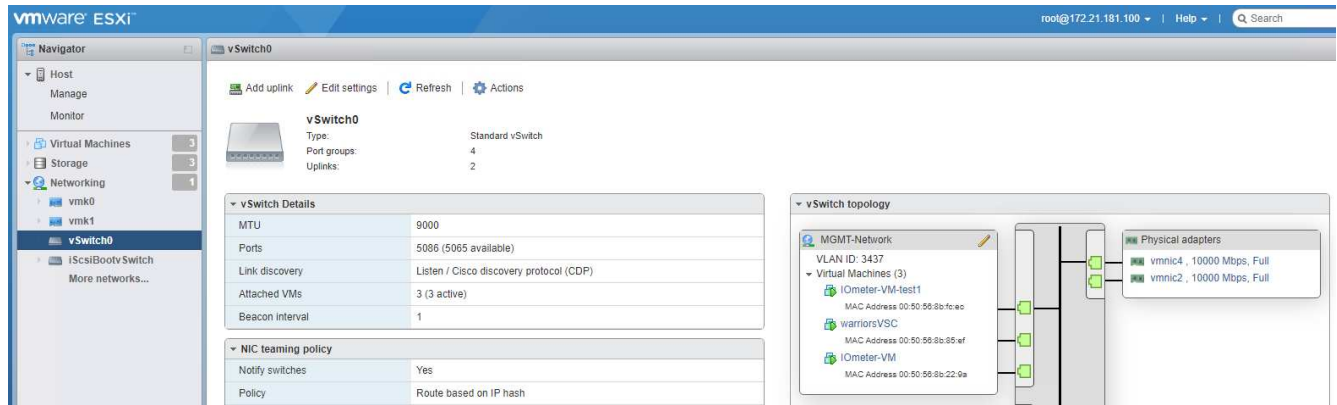 vmware ESXi™
root@172.21.181.100 | Help | Search
Navigator
vSwitch0
Host
Manage
Monitor
Virtual Machines 3
Storage 3
Networking 1
vmk0
vmk1
vSwitch0
iScsiBootvSwitch
More networks...
Add uplink Edit settings | Refresh | Actions
vSwitch0
Type: Standard vSwitch
Port groups: 4
Uplinks: 2
vSwitch Details
MTU 9000
Ports 5086 (5065 available)
Link discovery Listen / Cisco discovery protocol (CDP)
Attached VMs 3 (3 active)
Beacon interval 1
NIC teaming policy
Notify switches Yes
Policy Route based on IP hash
vSwitch topology
MGMT-Network
VLAN ID: 3437
Virtual Machines (3)
IOmeter-VM-test1
MAC Address 00:50:56:8b:fc:ec
warriorsVSC
MAC Address 00:50:56:8b:85:ef
IOmeter-VM
MAC Address 00:50:56:8b:22:9a
Physical adapters
vmnic4 , 10000 Mbps, Full
vmnic2 , 10000 Mbps, Full